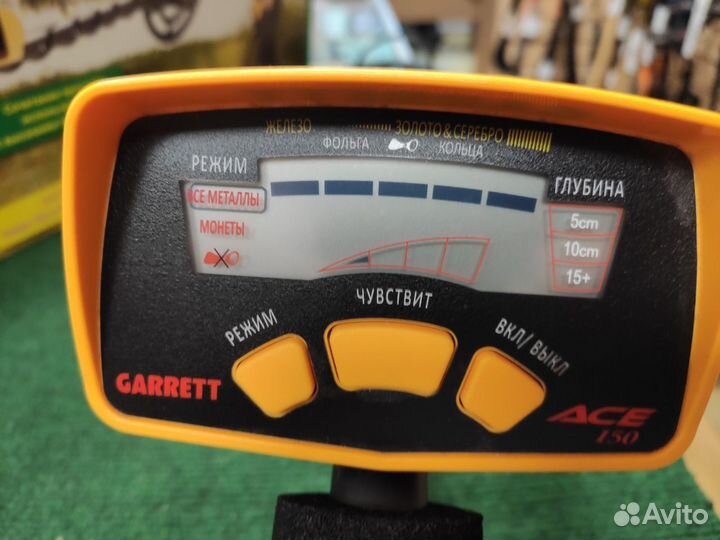 ЖЕЛЕЗО ЗОЛОТО & СЕРЕБРО
ФОЛЬГА КОЛЬЦА
РЕЖИМ
ГЛУБИНА
СЕ МЕТАЛЛЫ
МОНЕТЫ
5cm
10cm
15+
ЧУВСТВИТ
РЕЖИМ
ВКЛ/ВЫКЛ
GARRETT
ACE
150
Avito